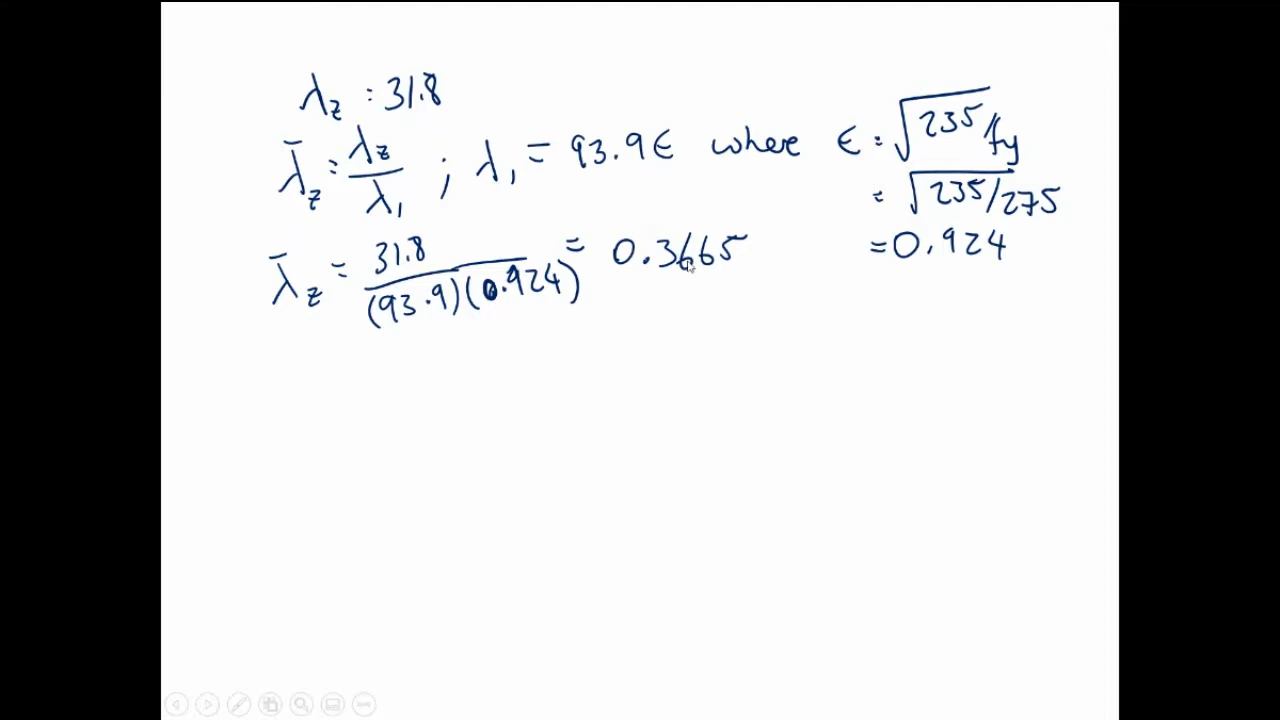 λz = 31.8
λ̄z = λz / λ1 ; λ1 = 93.9ϵ where ϵ = √235/fy
= √235/275
λ̄z = 31.8 / (93.9)(0.924) = 0.3665
= 0.924